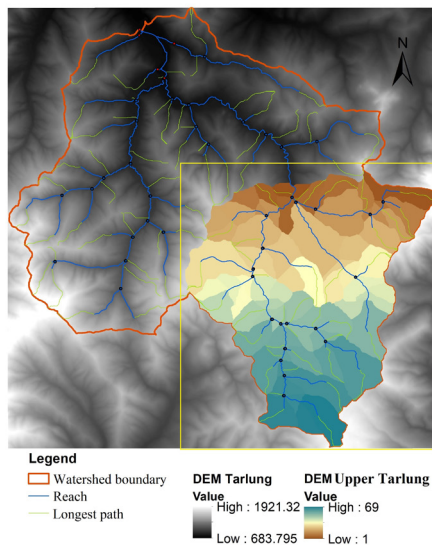 N
Legend
Watershed boundary
Reach
Longest path
DEM Tarlung
Value
High : 1921.32
Low : 683.795
DEM Upper Tarlung
Value
High : 69
Low : 1